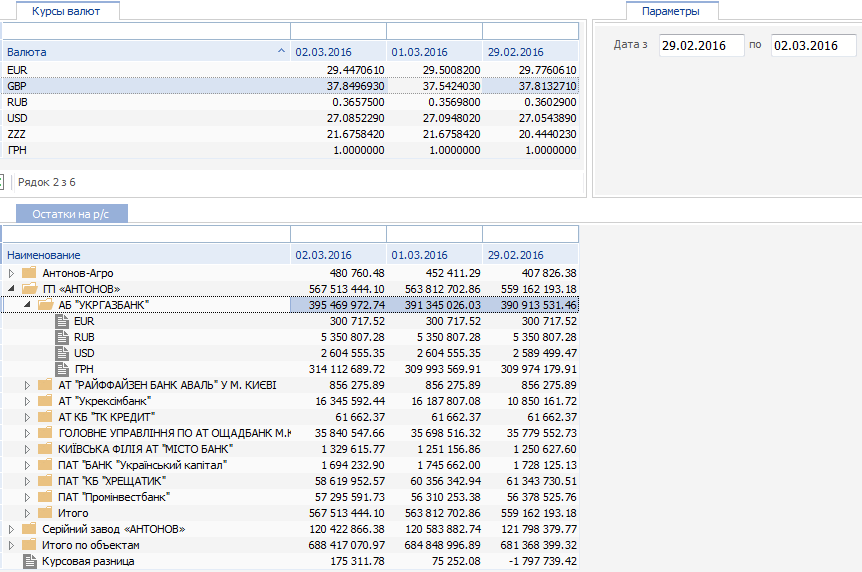 Курсы валют
Параметры
Дата з 29.02.2016 по 02.03.2016
Валюта 02.03.2016 01.03.2016 29.02.2016
EUR 29.4470610 29.5008200 29.7760610
GBP 37.8496930 37.5424030 37.8132710
RUB 0.3657500 0.3569800 0.3602900
USD 27.0852290 27.0948020 27.0543890
ZZZ 21.6758420 21.6758420 20.4440230
ГРН 1.0000000 1.0000000 1.0000000
Рядок 2 з 6
Остатки на р/с
Наименование 02.03.2016 01.03.2016 29.02.2016
Антонов-Агро 480 760.48 452 411.29 407 826.38
ГП «АНТОНОВ» 567 513 444.10 563 812 702.86 559 162 193.18
АБ "УКРГАЗБАНК" 395 469 972.74 391 345 026.03 390 913 531.46
EUR 300 717.52 300 717.52 300 717.52
RUB 5 350 807.28 5 350 807.28 5 350 807.28
USD 2 604 555.35 2 604 555.35 2 589 499.47
ГРН 314 112 689.72 309 993 569.91 309 974 179.91
АТ "РАЙФФАЙЗЕН БАНК АВАЛЬ" У М. КИЄВІ 856 275.89 856 275.89 856 275.89
АТ "Укрексімбанк" 16 345 592.44 16 187 807.08 10 850 161.72
АТ КБ "ТК КРЕДИТ" 61 662.37 61 662.37 61 662.37
ГОЛОВНЕ УПРАВЛІННЯ ПО АТ ОЩАДБАНК М.К 35 840 547.66 35 698 516.32 35 779 552.73
КИЇВСЬКА ФІЛІЯ АТ "МІСТО БАНК" 1 329 615.77 1 251 156.86 1 250 627.60
ПАТ "БАНК "Український капітал" 1 694 232.90 1 745 662.00 1 728 125.13
ПАТ "КБ "ХРЕЩАТИК" 58 619 952.57 60 356 342.94 61 343 730.51
ПАТ "Промінвестбанк" 57 295 591.73 56 310 253.38 56 378 525.76
Итого 567 513 444.10 563 812 702.86 559 162 193.18
Серійний завод «АНТОНОВ» 120 422 866.38 120 583 882.74 121 798 379.77
Итого по объектам 688 417 070.97 684 848 996.89 681 368 399.32
Курсовая разница 175 311.78 75 252.08 -1 797 739.42